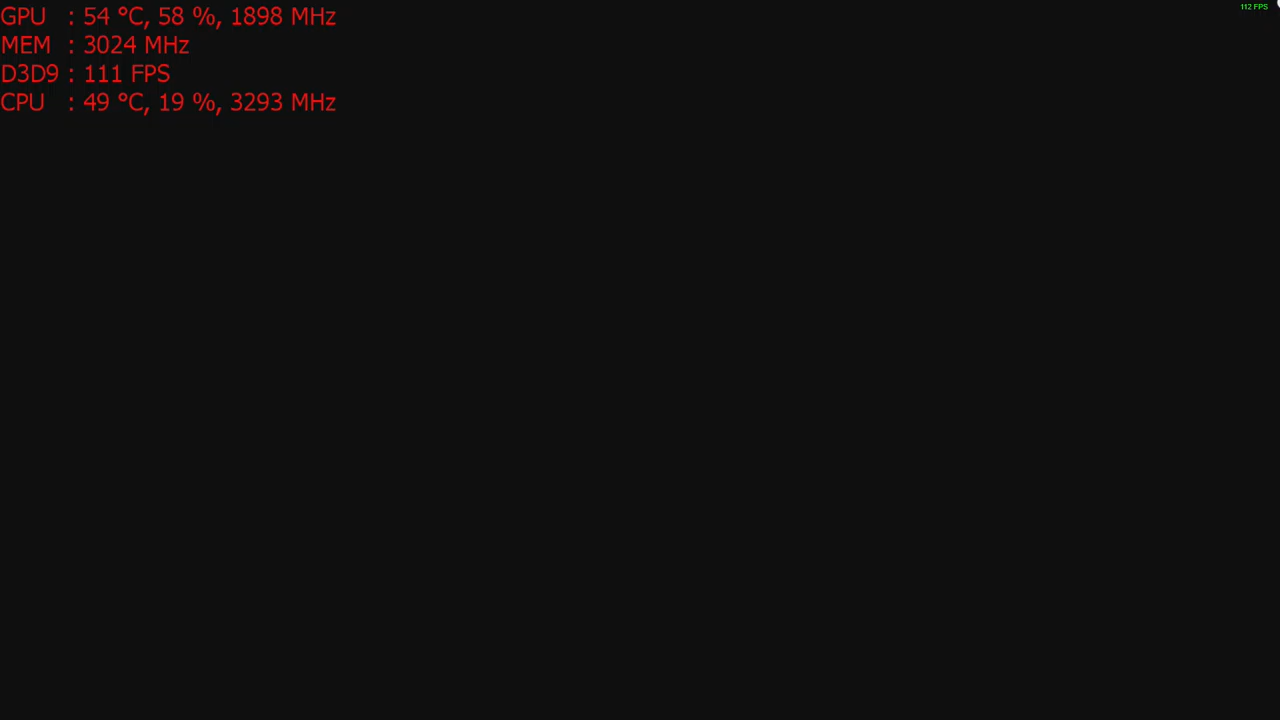 GPU : 54 °C, 58 %, 1898 MHz
MEM : 3024 MHz
D3D9 : 111 FPS
CPU : 49 °C, 19 %, 3293 MHz
112 FPS